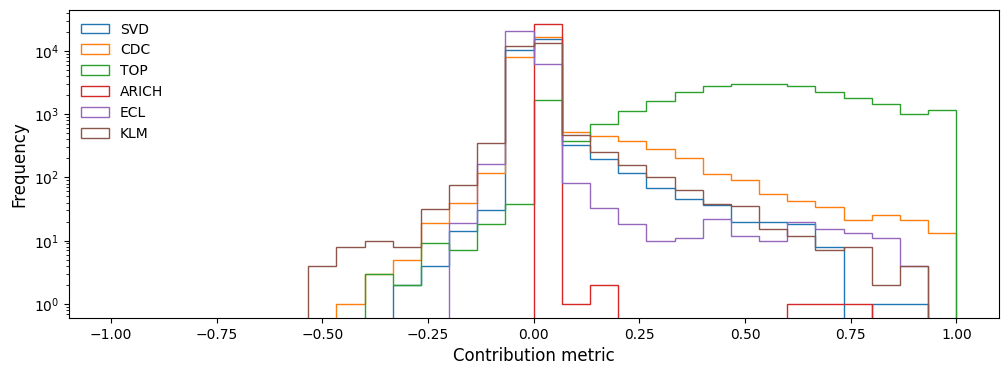 SVD
CDC
TOP
ARICH
ECL
KLM
Frequency
10⁴
10³
10²
10¹
10⁰
−1.00 −0.75 −0.50 −0.25 0.00 0.25 0.50 0.75 1.00
Contribution metric